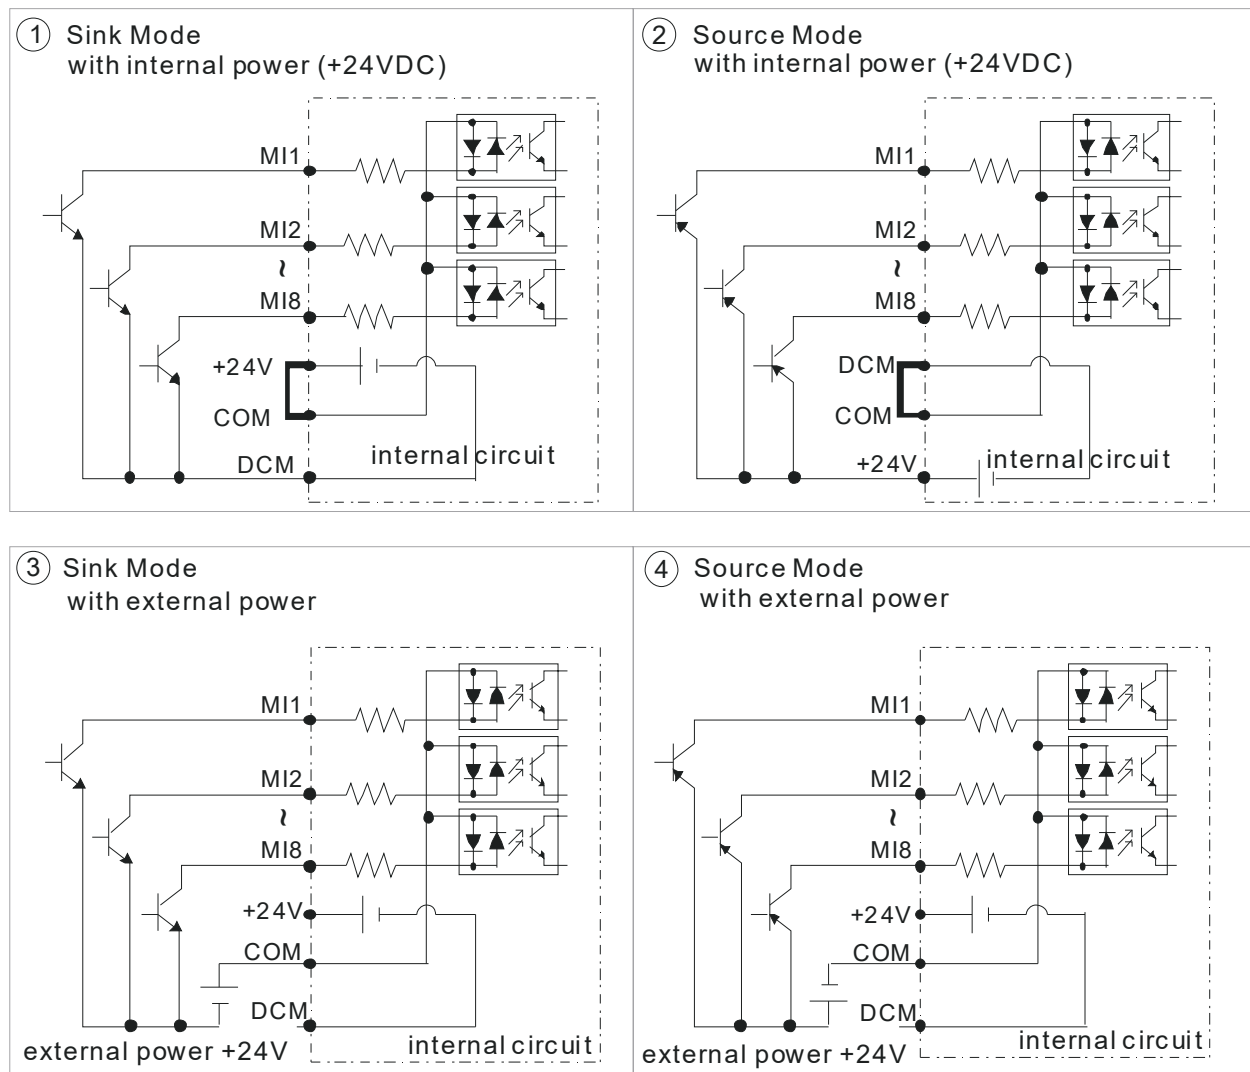 1 Sink Mode
with internal power (+24VDC)
MI1
MI2
~
MI8
+24V
COM
DCM
internal circuit
2 Source Mode
with internal power (+24VDC)
MI1
MI2
~
MI8
DCM
COM
+24V
internal circuit
3 Sink Mode
with external power
MI1
MI2
~
MI8
+24V
COM
DCM
external power +24V
internal circuit
4 Source Mode
with external power
MI1
MI2
~
MI8
+24V
COM
DCM
external power +24V
internal circuit